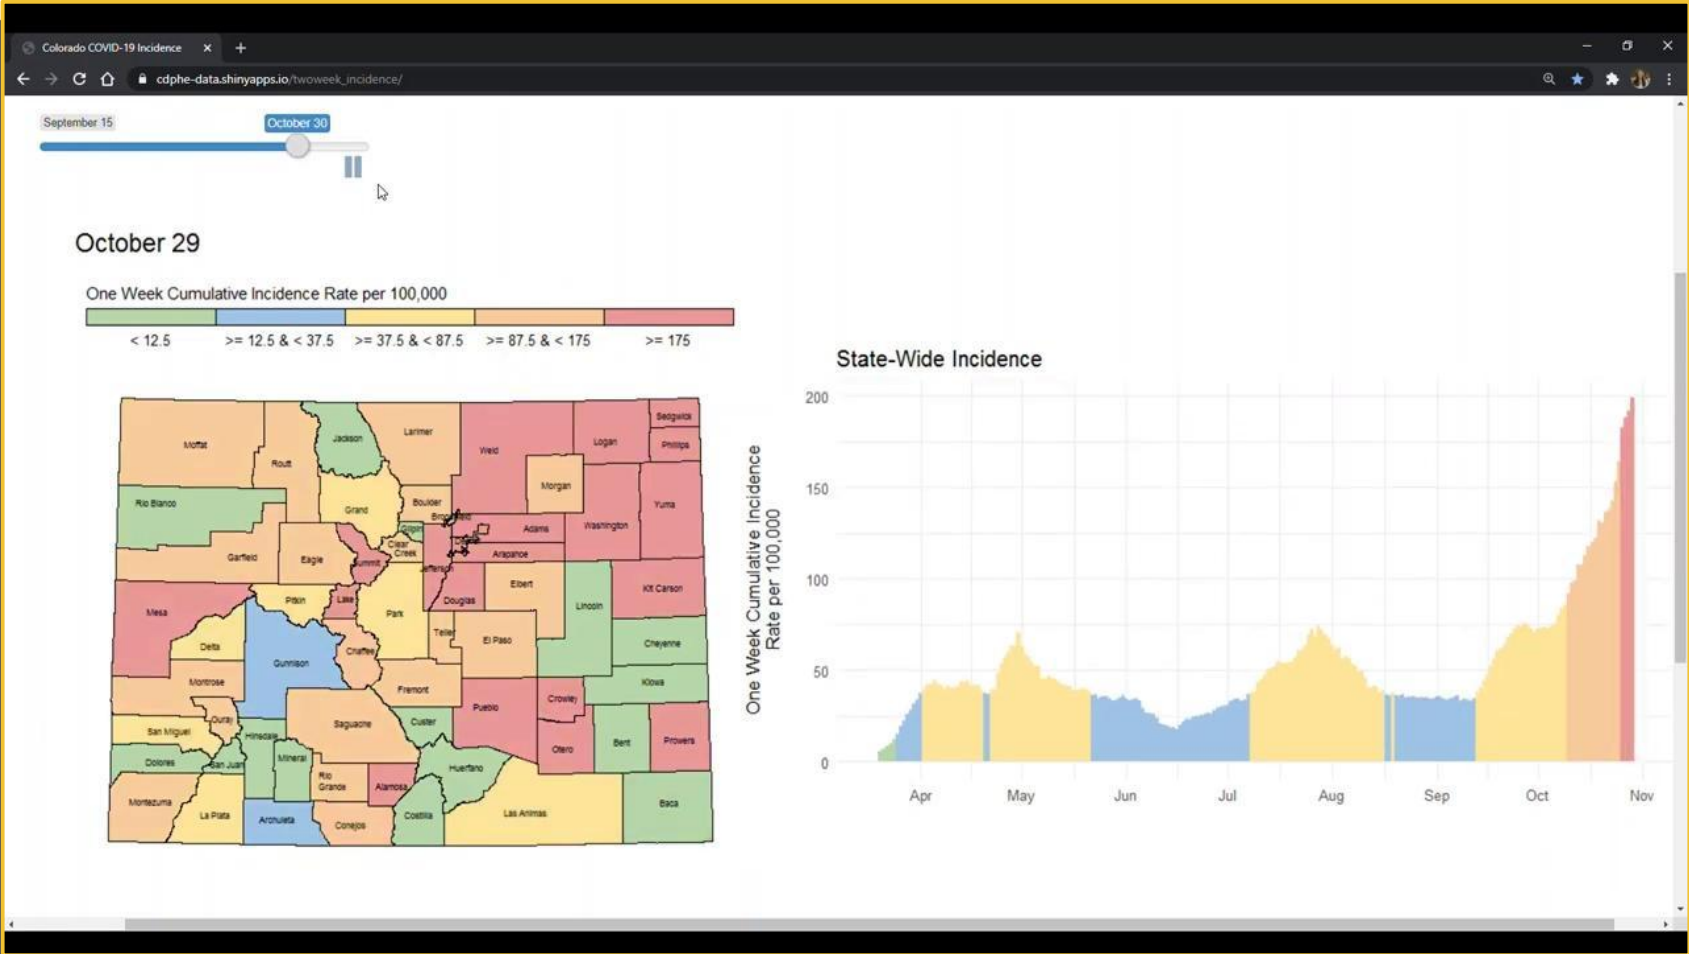 Colorado COVID-19 Incidence
cdphe-data.shinyapps.io/twoweek_incidence/
September 15
October 30
October 29
One Week Cumulative Incidence Rate per 100,000
< 12.5
>= 12.5 & < 37.5
>= 37.5 & < 87.5
>= 87.5 & < 175
>= 175
Moffat
Routt
Jackson
Larimer
Weld
Logan
Sedgwick
Phillips
Rio Blanco
Grand
Boulder
Morgan
Yuma
Washington
Adams
Gilpin
Clear
Creek
Garfield
Eagle
Summit
Arapahoe
Jefferson
Elbert
Kit Carson
Mesa
Pitkin
Lake
Park
Douglas
Lincoln
Delta
Gunnison
Chaffee
Teller
El Paso
Cheyenne
Montrose
Fremont
Kiowa
Ouray
Saguache
Custer
Pueblo
Crowley
San Miguel
Hinsdale
Otero
Bent
Prowers
Dolores
San Juan
Mineral
Rio
Grande
Alamosa
Huerfano
Montezuma
La Plata
Archuleta
Conejos
Costilla
Las Animas
Baca
State-Wide Incidence
One Week Cumulative Incidence
Rate per 100,000
200
150
100
50
0
Apr
May
Jun
Jul
Aug
Sep
Oct
Nov